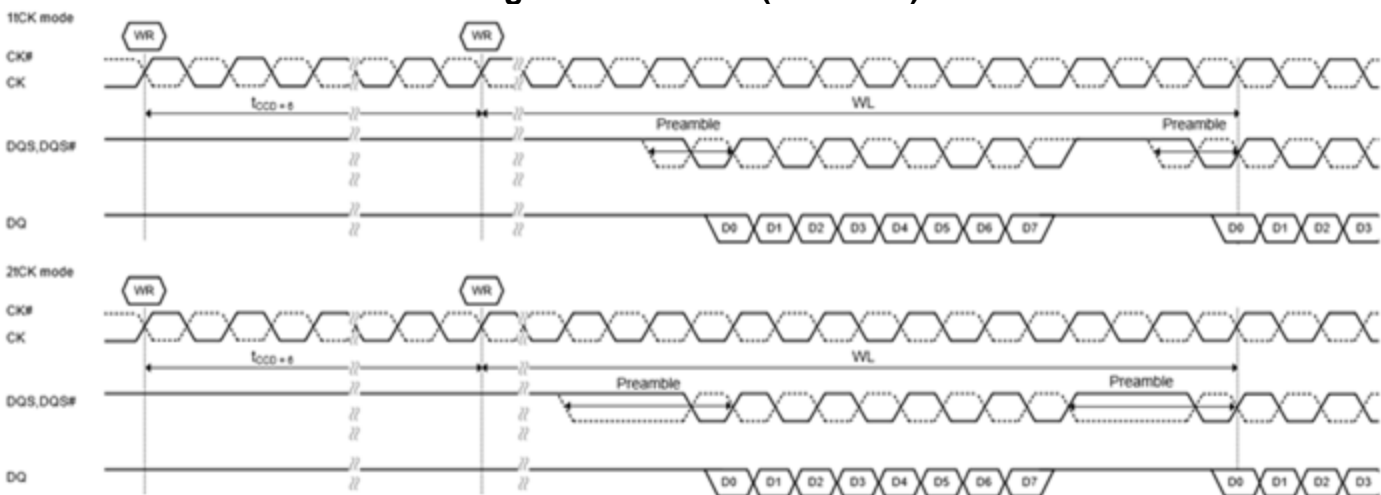 1tCK mode
WR WR
CK#
CK
tCCD = 6 WL
Preamble Preamble
DQS,DQS#
DQ D0 D1 D2 D3 D4 D5 D6 D7 D0 D1 D2 D3
2tCK mode
WR WR
CK#
CK
tCCD = 6 WL
Preamble Preamble
DQS,DQS#
DQ D0 D1 D2 D3 D4 D5 D6 D7 D0 D1 D2 D3